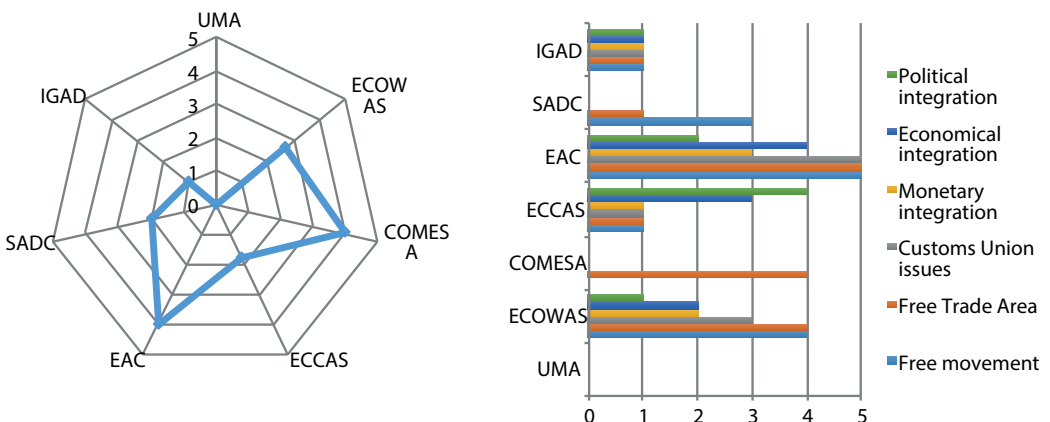 UMA
5
4
3
2
1
0
ECOW
AS
COMES
A
ECCAS
EAC
SADC
IGAD
IGAD
SADC
EAC
ECCAS
COMESA
ECOWAS
UMA
0 1 2 3 4 5
Political
integration
Economical
integration
Monetary
integration
Customs Union
issues
Free Trade Area
Free movement